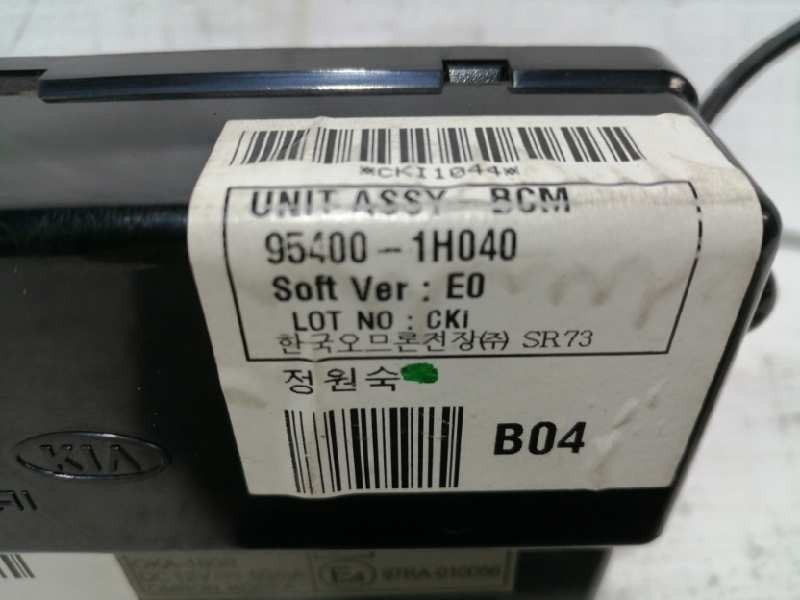 *CKI1044*
UNIT ASSY-BCM
95400-1H040
Soft Ver : E0
LOT NO : CKI
한국오므론전장㈜ SR73
정원숙
B04
KIA
E4